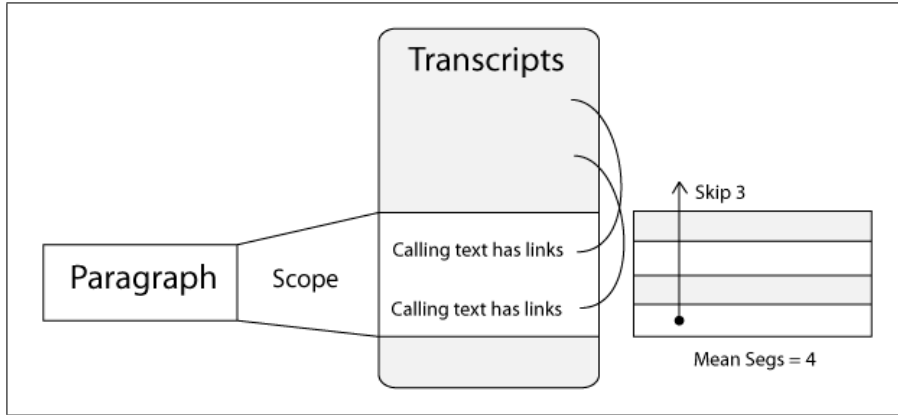 Transcripts
Skip 3
Calling text has links
Paragraph
Scope
Calling text has links
Mean Segs = 4